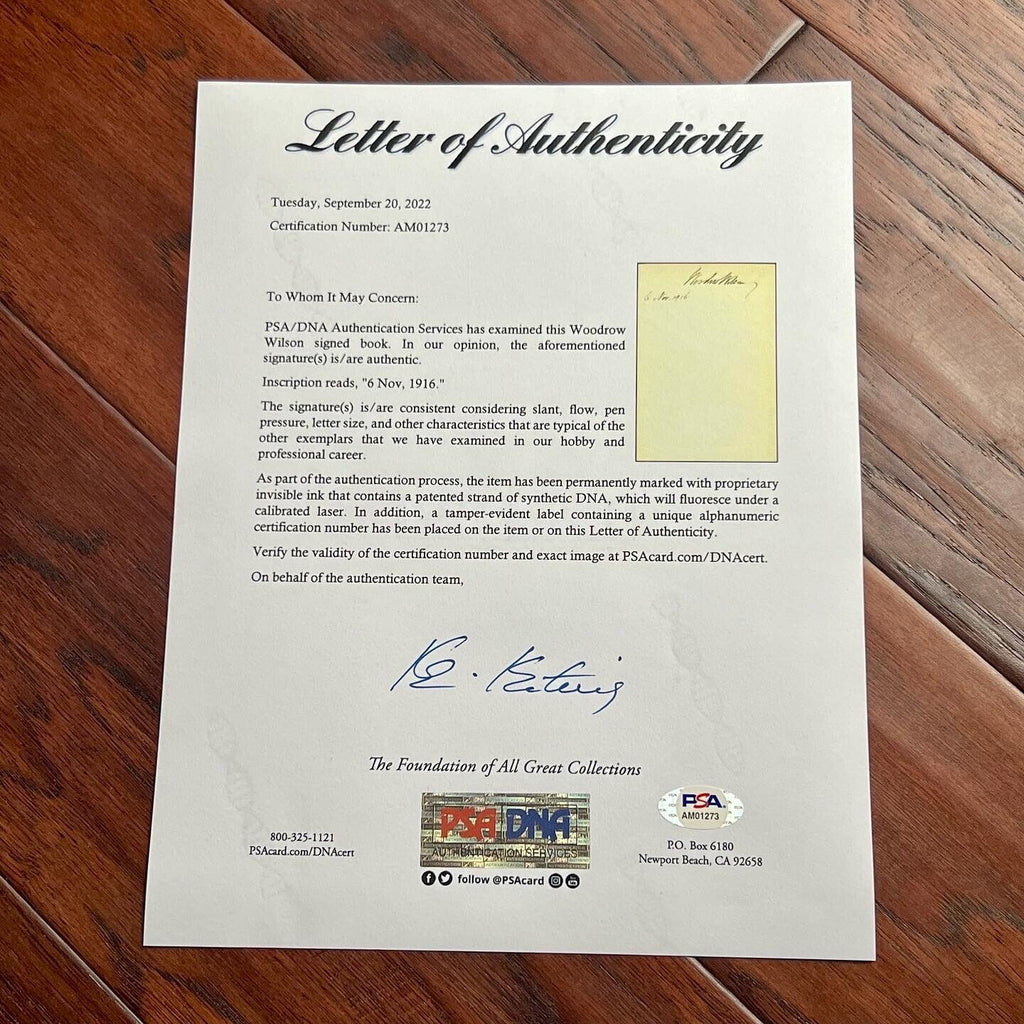 Letter of Authenticity
Tuesday, September 20, 2022
Certification Number: AM01273
Woodrow Wilson
6 Nov. 1916
To Whom It May Concern:
PSA/DNA Authentication Services has examined this Woodrow
Wilson signed book. In our opinion, the aforementioned
signature(s) is/are authentic.
Inscription reads, "6 Nov, 1916."
The signature(s) is/are consistent considering slant, flow, pen
pressure, letter size, and other characteristics that are typical of the
other exemplars that we have examined in our hobby and
professional career.
As part of the authentication process, the item has been permanently marked with proprietary
invisible ink that contains a patented strand of synthetic DNA, which will fluoresce under a
calibrated laser. In addition, a tamper-evident label containing a unique alphanumeric
certification number has been placed on the item or on this Letter of Authenticity.
Verify the validity of the certification number and exact image at PSAcard.com/DNAcert.
On behalf of the authentication team,
The Foundation of All Great Collections
800-325-1121
PSAcard.com/DNAcert
PSA DNA
AUTHENTICATION SERVICES
follow @PSAcard
PSA
AM01273
P.O. Box 6180
Newport Beach, CA 92658